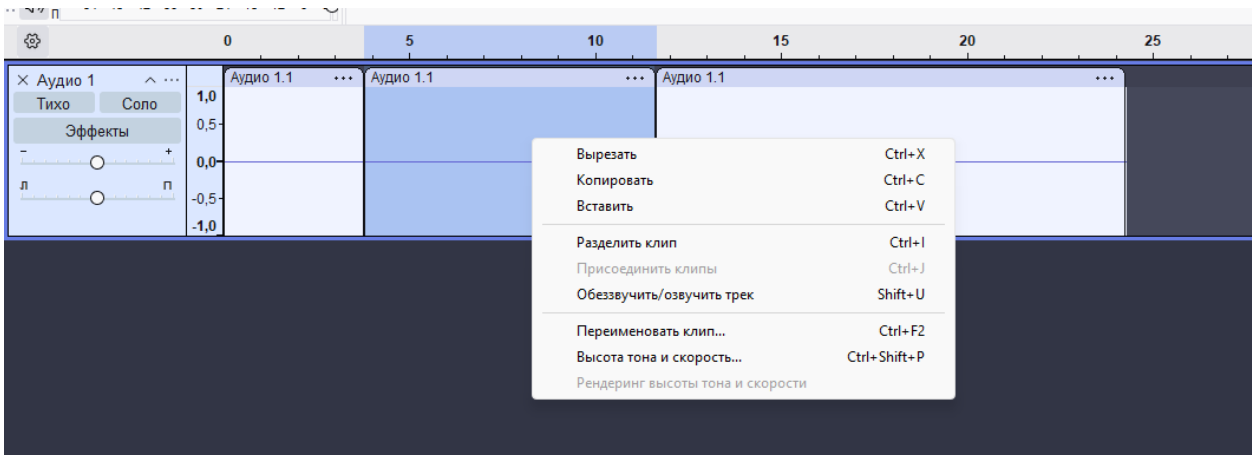 0 5 10 15 20 25
Аудио 1
Аудио 1.1 Аудио 1.1 Аудио 1.1
Тихо Соло
Эффекты
- +
л п
1,0
0,5
0,0
-0,5
-1,0
Вырезать Ctrl+X
Копировать Ctrl+C
Вставить Ctrl+V
Разделить клип Ctrl+I
Присоединить клипы Ctrl+J
Обеззвучить/озвучить трек Shift+U
Переименовать клип... Ctrl+F2
Высота тона и скорость... Ctrl+Shift+P
Рендеринг высоты тона и скорости